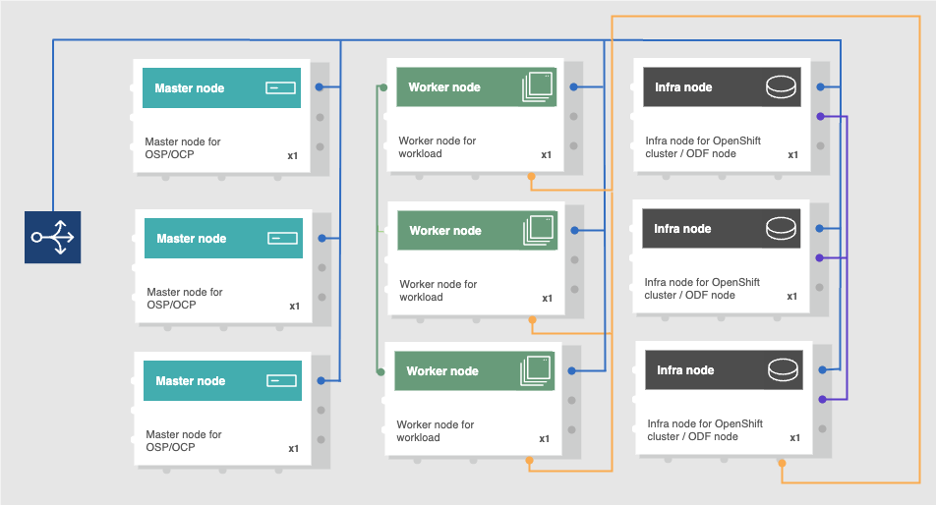 Master node
Master node for
OSP/OCP
x1
Worker node
Worker node for
workload
x1
Infra node
Infra node for OpenShift
cluster / ODF node
x1
Master node
Master node for
OSP/OCP
x1
Worker node
Worker node for
workload
x1
Infra node
Infra node for OpenShift
cluster / ODF node
x1
Master node
Master node for
OSP/OCP
x1
Worker node
Worker node for
workload
x1
Infra node
Infra node for OpenShift
cluster / ODF node
x1